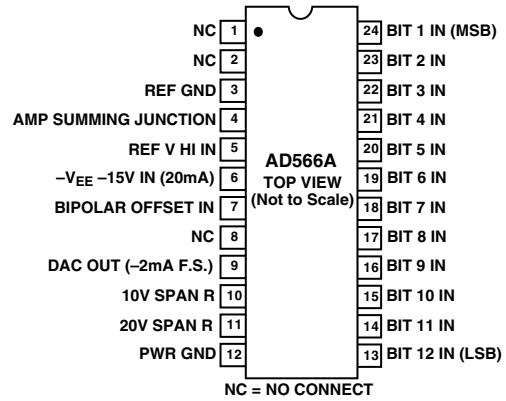 NC 1 24 BIT 1 IN (MSB)
NC 2 23 BIT 2 IN
REF GND 3 22 BIT 3 IN
AMP SUMMING JUNCTION 4 21 BIT 4 IN
REF V HI IN 5 20 BIT 5 IN
–VEE –15V IN (20mA) 6 19 BIT 6 IN
BIPOLAR OFFSET IN 7 18 BIT 7 IN
NC 8 17 BIT 8 IN
DAC OUT (–2mA F.S.) 9 16 BIT 9 IN
10V SPAN R 10 15 BIT 10 IN
20V SPAN R 11 14 BIT 11 IN
PWR GND 12 13 BIT 12 IN (LSB)
AD566A
TOP VIEW
(Not to Scale)
NC = NO CONNECT